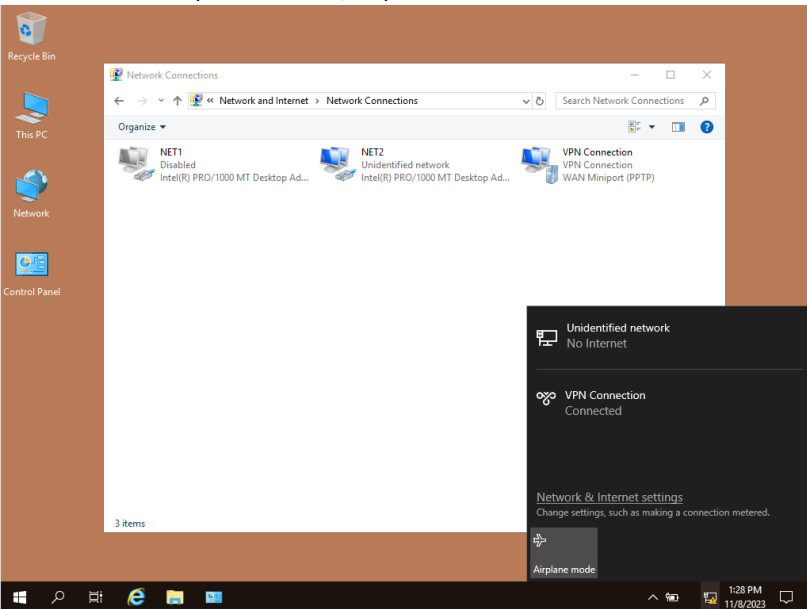 Recycle Bin
This PC
Network
Control Panel
Network Connections
« Network and Internet › Network Connections
Search Network Connections
Organize
NET1
Disabled
Intel(R) PRO/1000 MT Desktop Ad...
NET2
Unidentified network
Intel(R) PRO/1000 MT Desktop Ad...
VPN Connection
VPN Connection
WAN Miniport (PPTP)
3 items
Unidentified network
No Internet
VPN Connection
Connected
Network & Internet settings
Change settings, such as making a connection metered.
Airplane mode
1:28 PM
11/8/2023